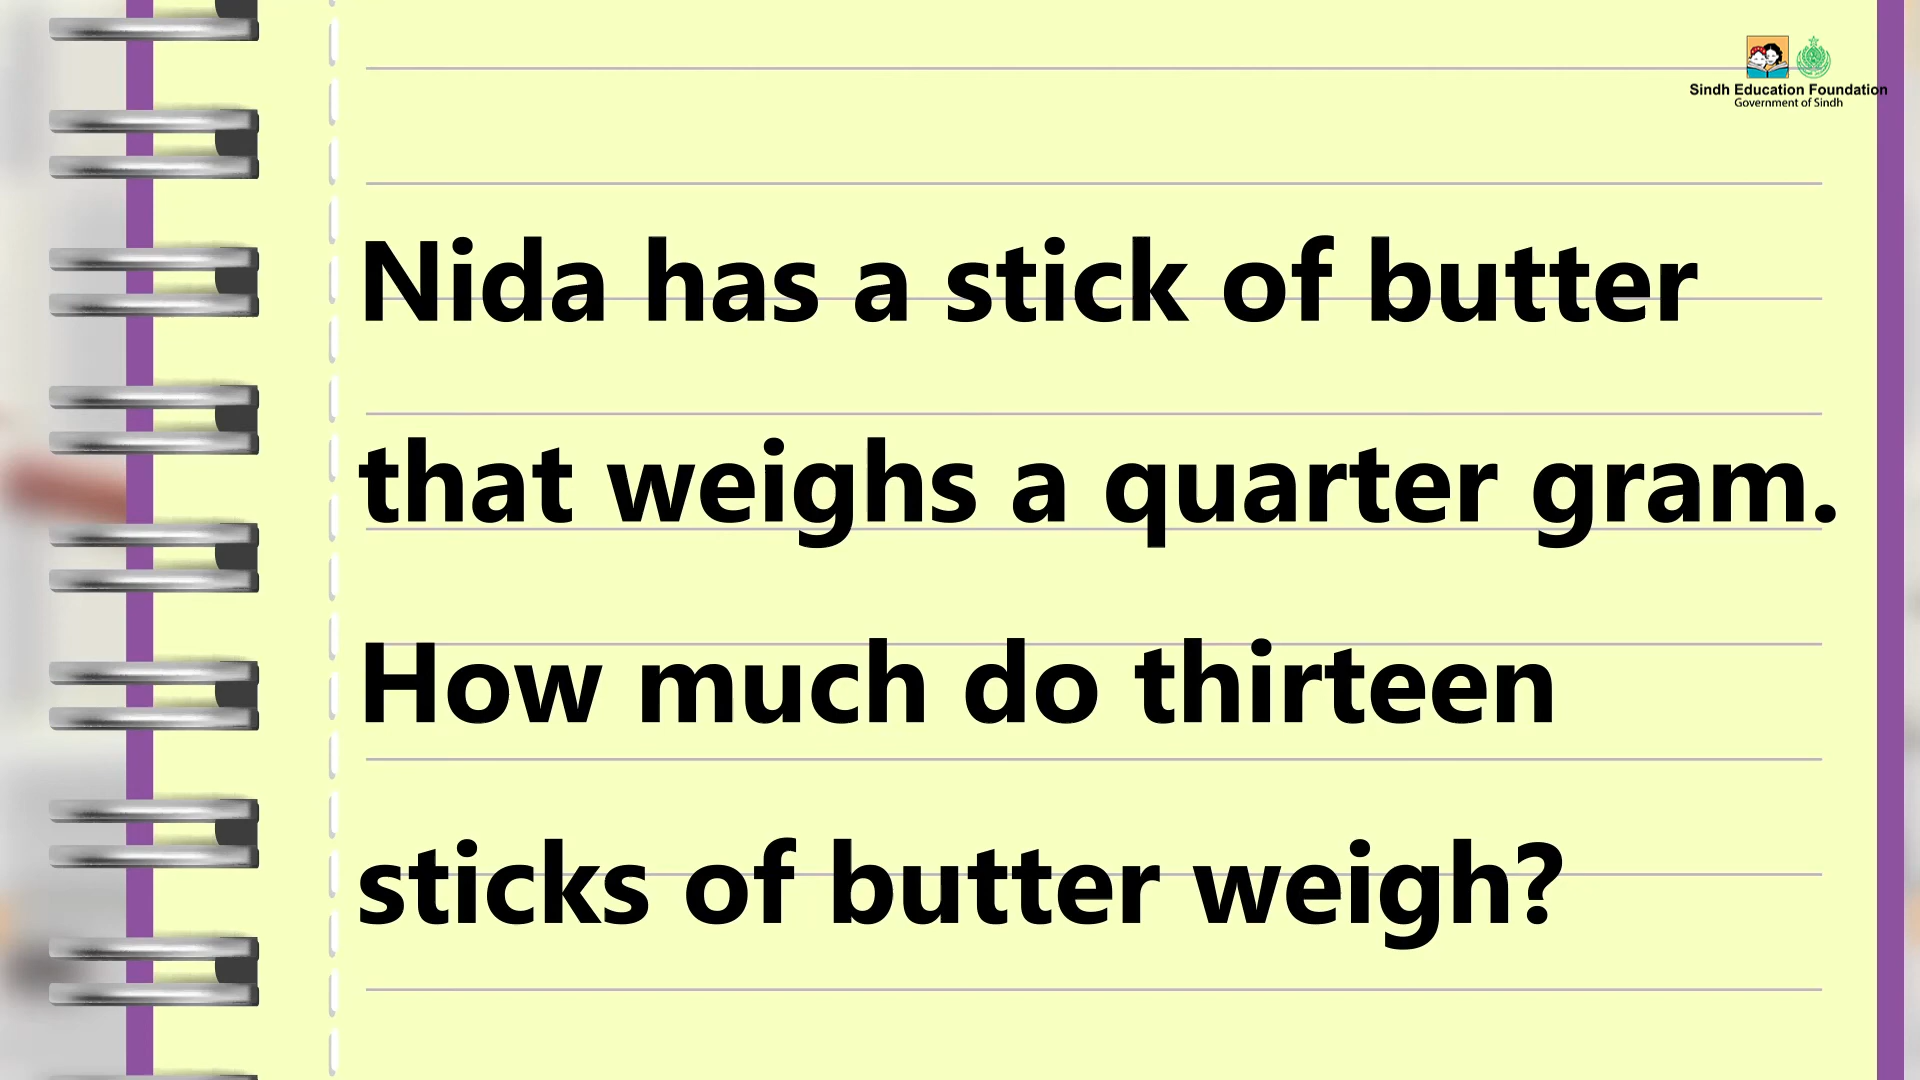 Sindh Education Foundation
Government of Sindh
Nida has a stick of butter
that weighs a quarter gram.
How much do thirteen
sticks of butter weigh?